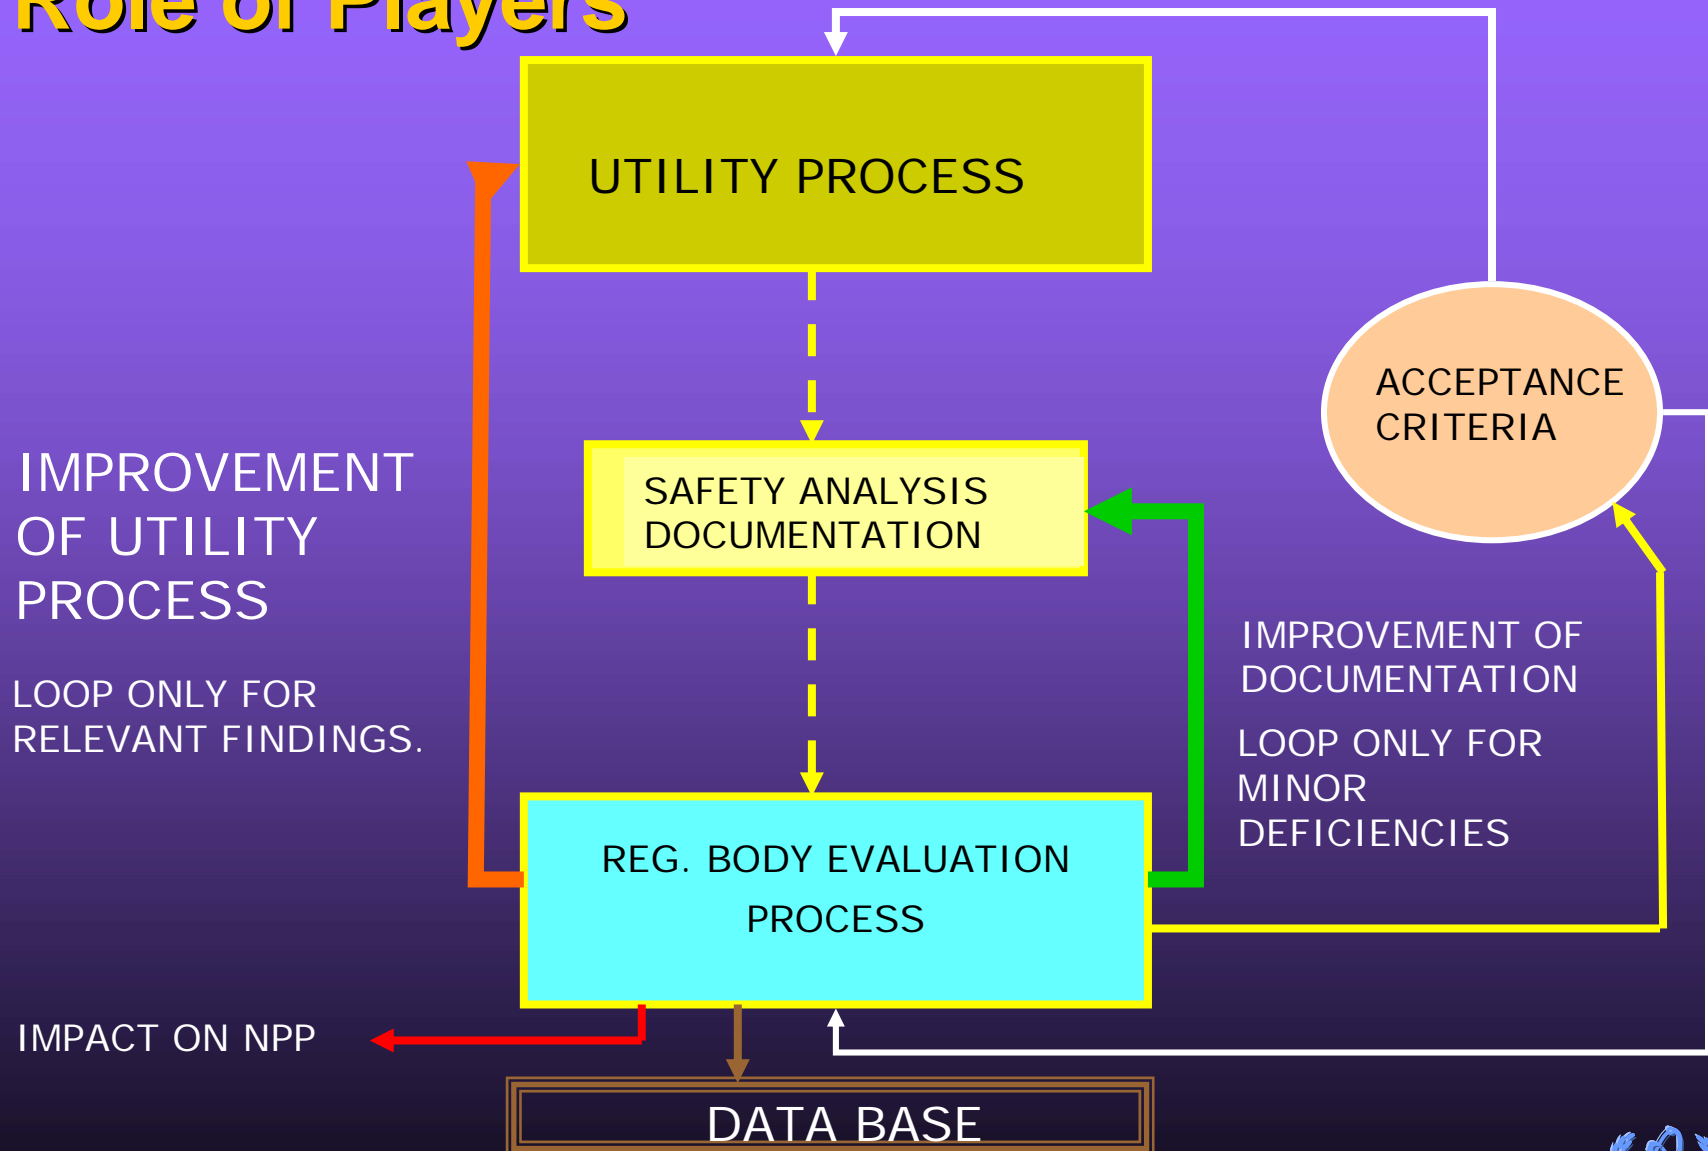 Role of Players
UTILITY PROCESS
ACCEPTANCE
CRITERIA
IMPROVEMENT
OF UTILITY
PROCESS
SAFETY ANALYSIS
DOCUMENTATION
LOOP ONLY FOR
RELEVANT FINDINGS.
IMPROVEMENT OF
DOCUMENTATION
LOOP ONLY FOR
MINOR
DEFICIENCIES
REG. BODY EVALUATION
PROCESS
IMPACT ON NPP
DATA BASE